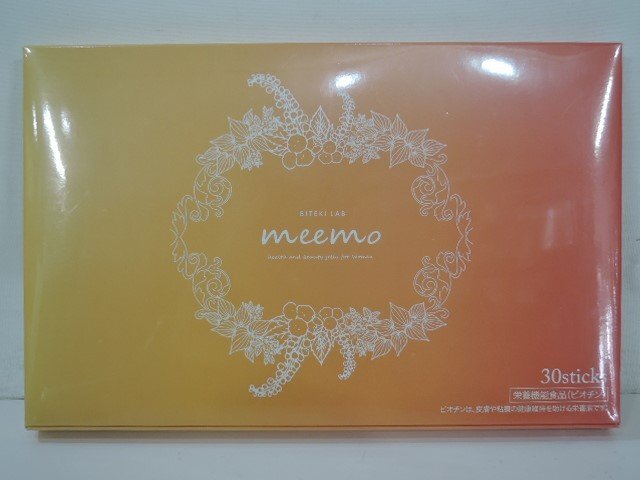 BITEKI LAB
meemo
health and beauty jelly for woman
30sticks
栄養機能食品(ビオチン)
ビオチンは、皮膚や粘膜の健康維持を助ける栄養素です